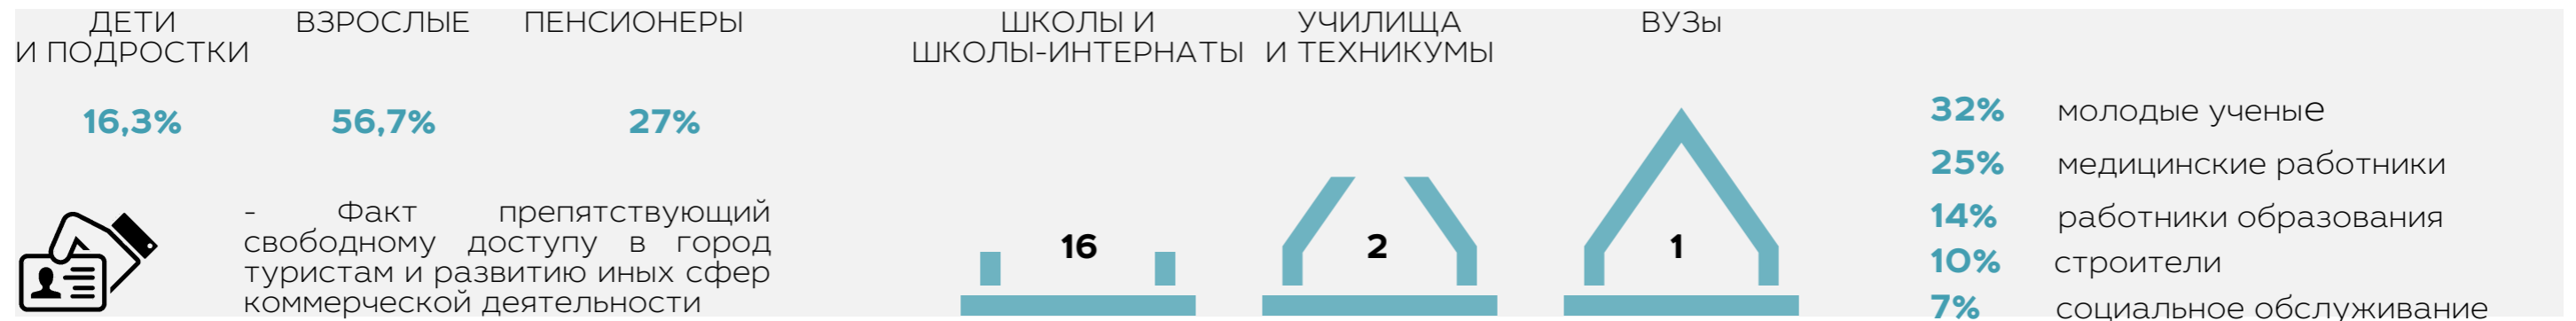 ДЕТИ
И ПОДРОСТКИ
ВЗРОСЛЫЕ
ПЕНСИОНЕРЫ
16,3%
56,7%
27%
- Факт препятствующий
свободному доступу в город
туристам и развитию иных сфер
коммерческой деятельности
ШКОЛЫ И
ШКОЛЫ-ИНТЕРНАТЫ
УЧИЛИЩА
И ТЕХНИКУМЫ
ВУЗы
16
2
1
32% молодые ученые
25% медицинские работники
14% работники образования
10% строители
7% социальное обслуживание